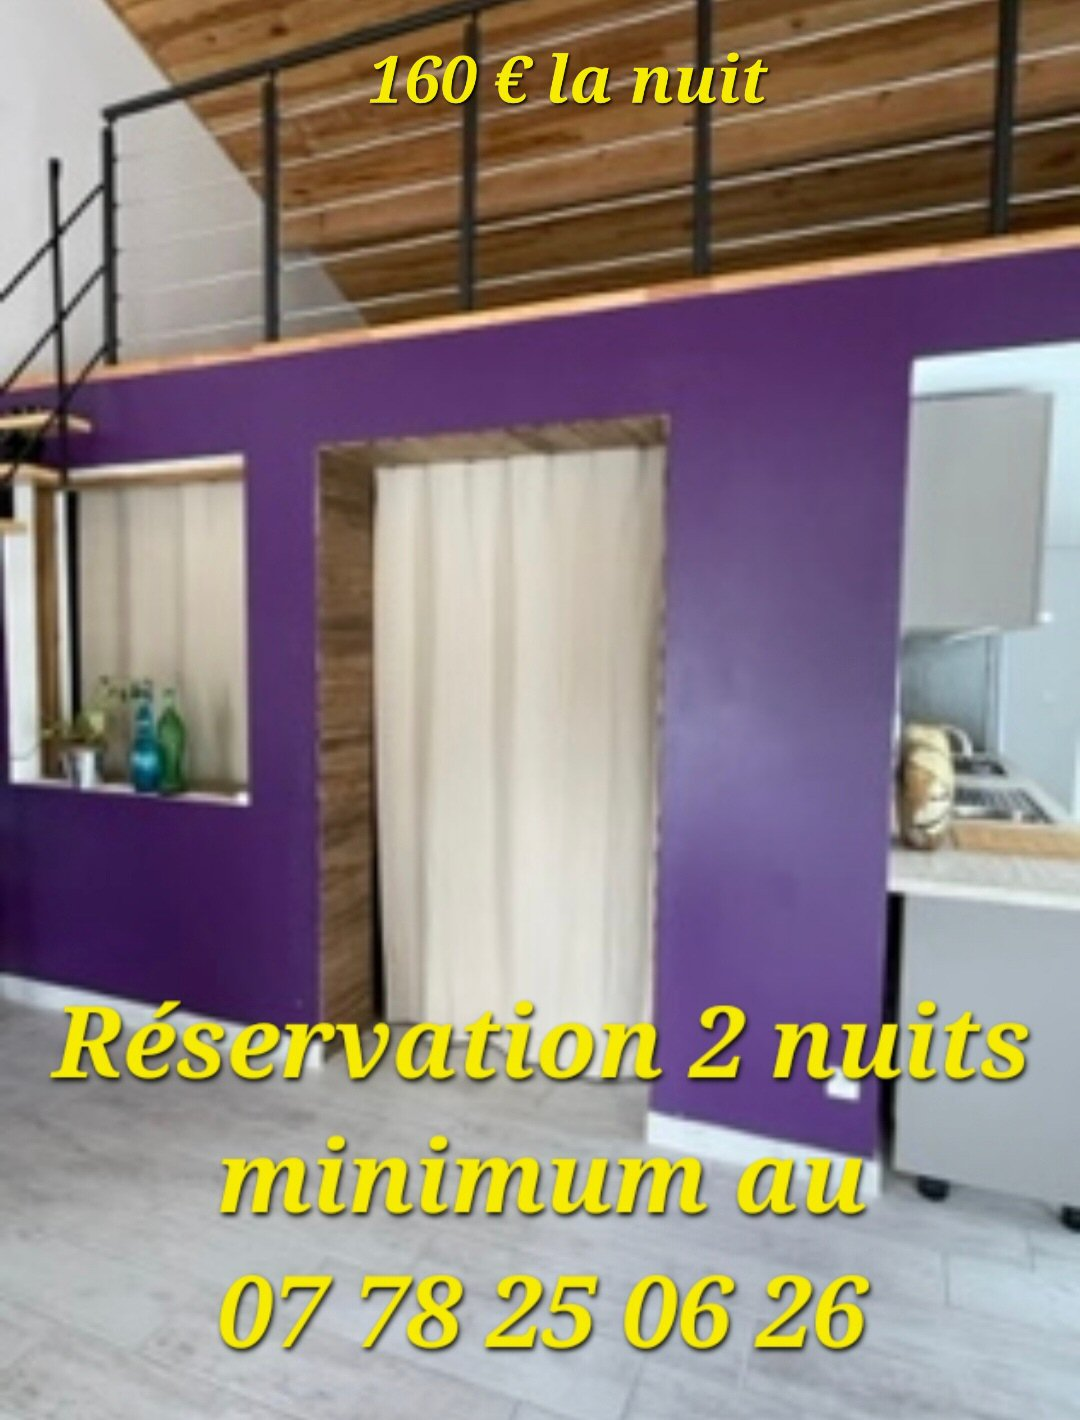 160 € la nuit
Réservation 2 nuits
minimum au
07 78 25 06 26